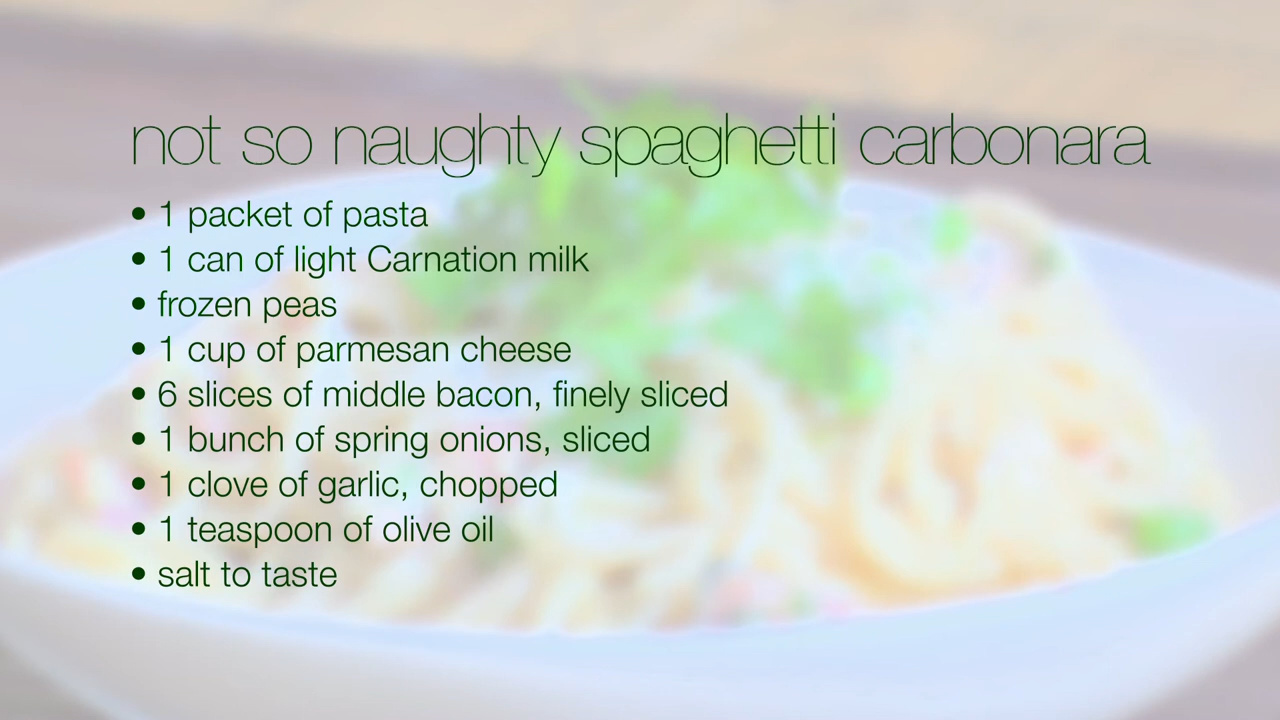 not so naughty spaghetti carbonara
• 1 packet of pasta
• 1 can of light Carnation milk
• frozen peas
• 1 cup of parmesan cheese
• 6 slices of middle bacon, finely sliced
• 1 bunch of spring onions, sliced
• 1 clove of garlic, chopped
• 1 teaspoon of olive oil
• salt to taste